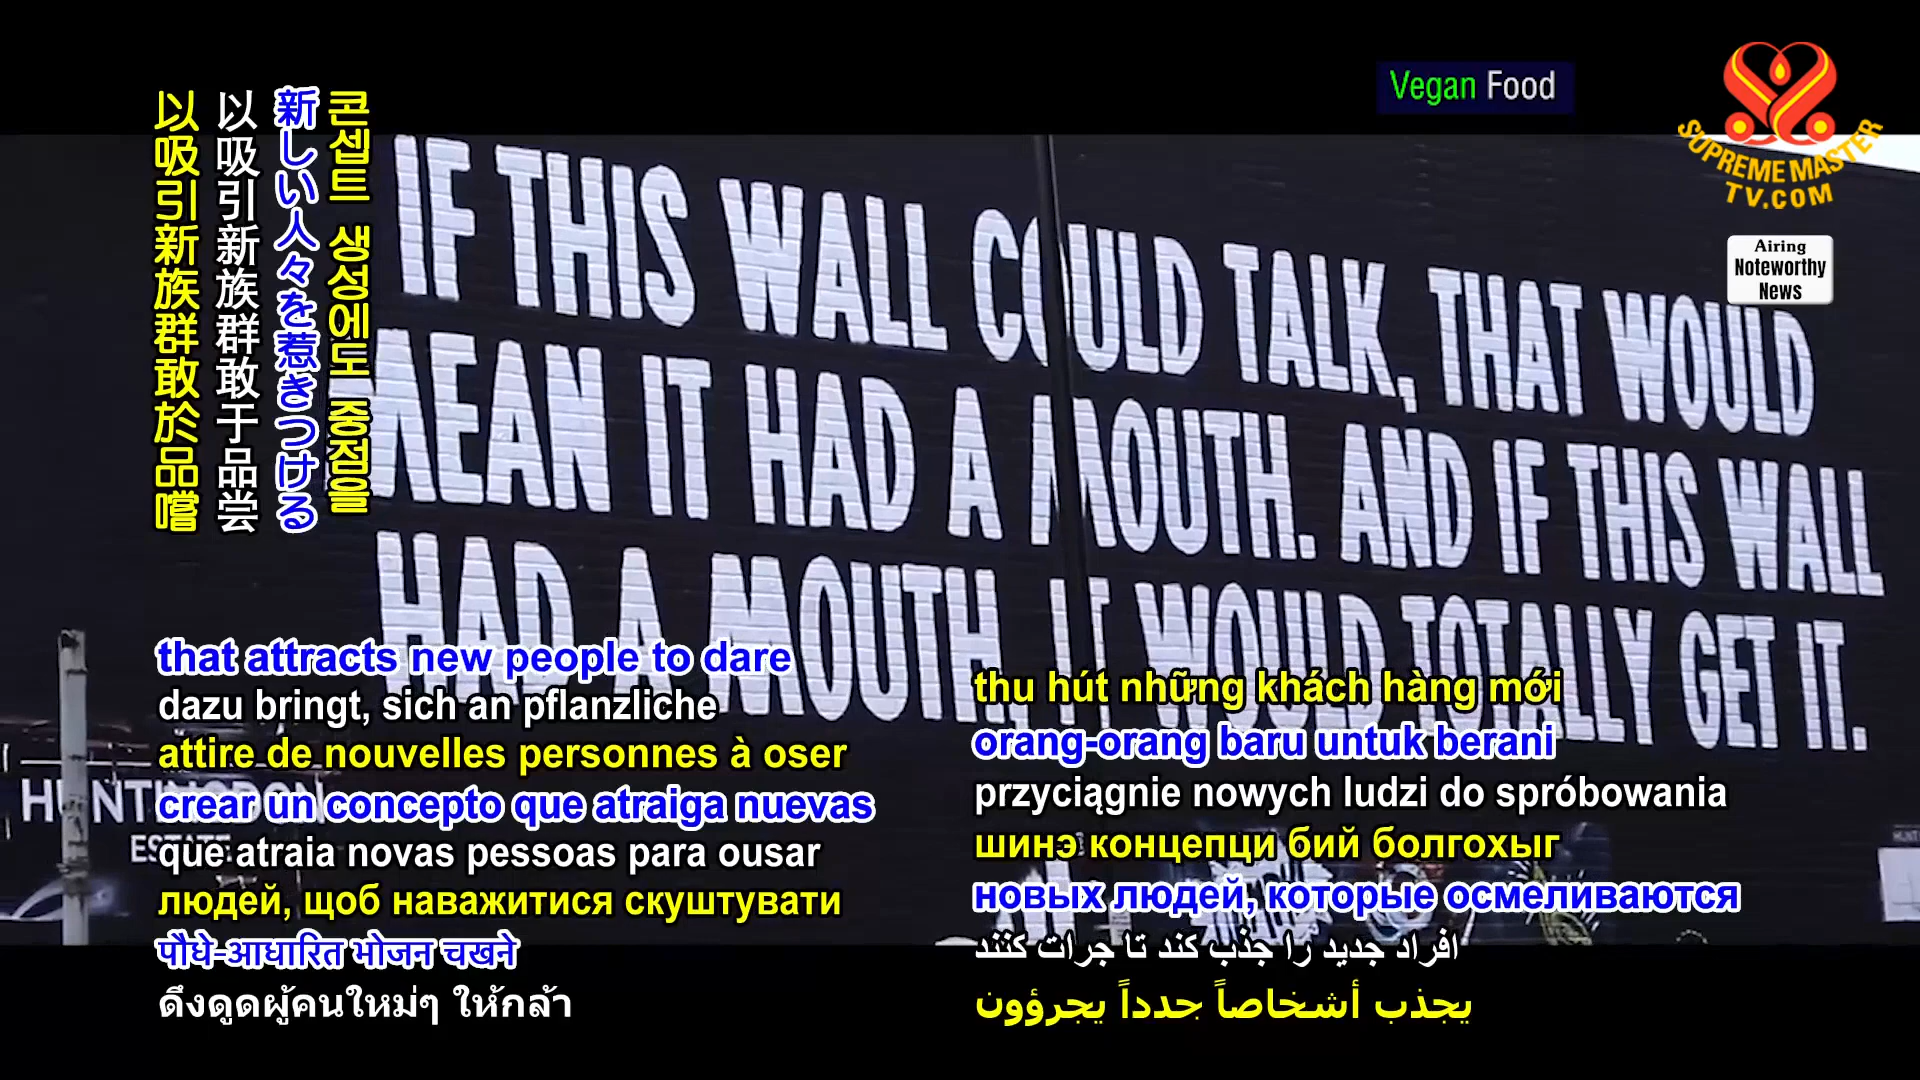 Vegan Food
SUPREME MASTER
TV.COM
Airing
Noteworthy
News
콘셉트 생성에도 중점을
新しい人々を惹きつける
以吸引新族群敢于品尝
以吸引新族群敢於品嚐
IF THIS WALL COULD TALK, THAT WOULD
MEAN IT HAD A MOUTH. AND IF THIS WALL
HAD A MOUTH, IT WOULD TOTALLY GET IT.
HUNTINGDON
ESTATE
that attracts new people to dare
dazu bringt, sich an pflanzliche
attire de nouvelles personnes à oser
crear un concepto que atraiga nuevas
que atraia novas pessoas para ousar
людей, щоб наважитися скуштувати
पौधे-आधारित भोजन चखने
ดึงดูดผู้คนใหม่ๆ ให้กล้า
thu hút những khách hàng mới
orang-orang baru untuk berani
przyciągnie nowych ludzi do spróbowania
шинэ концепци бий болгохыг
новых людей, которые осмеливаются
افراد جدید را جذب کند تا جرات کنند
يجذب أشخاصاً جدداً يجرؤون